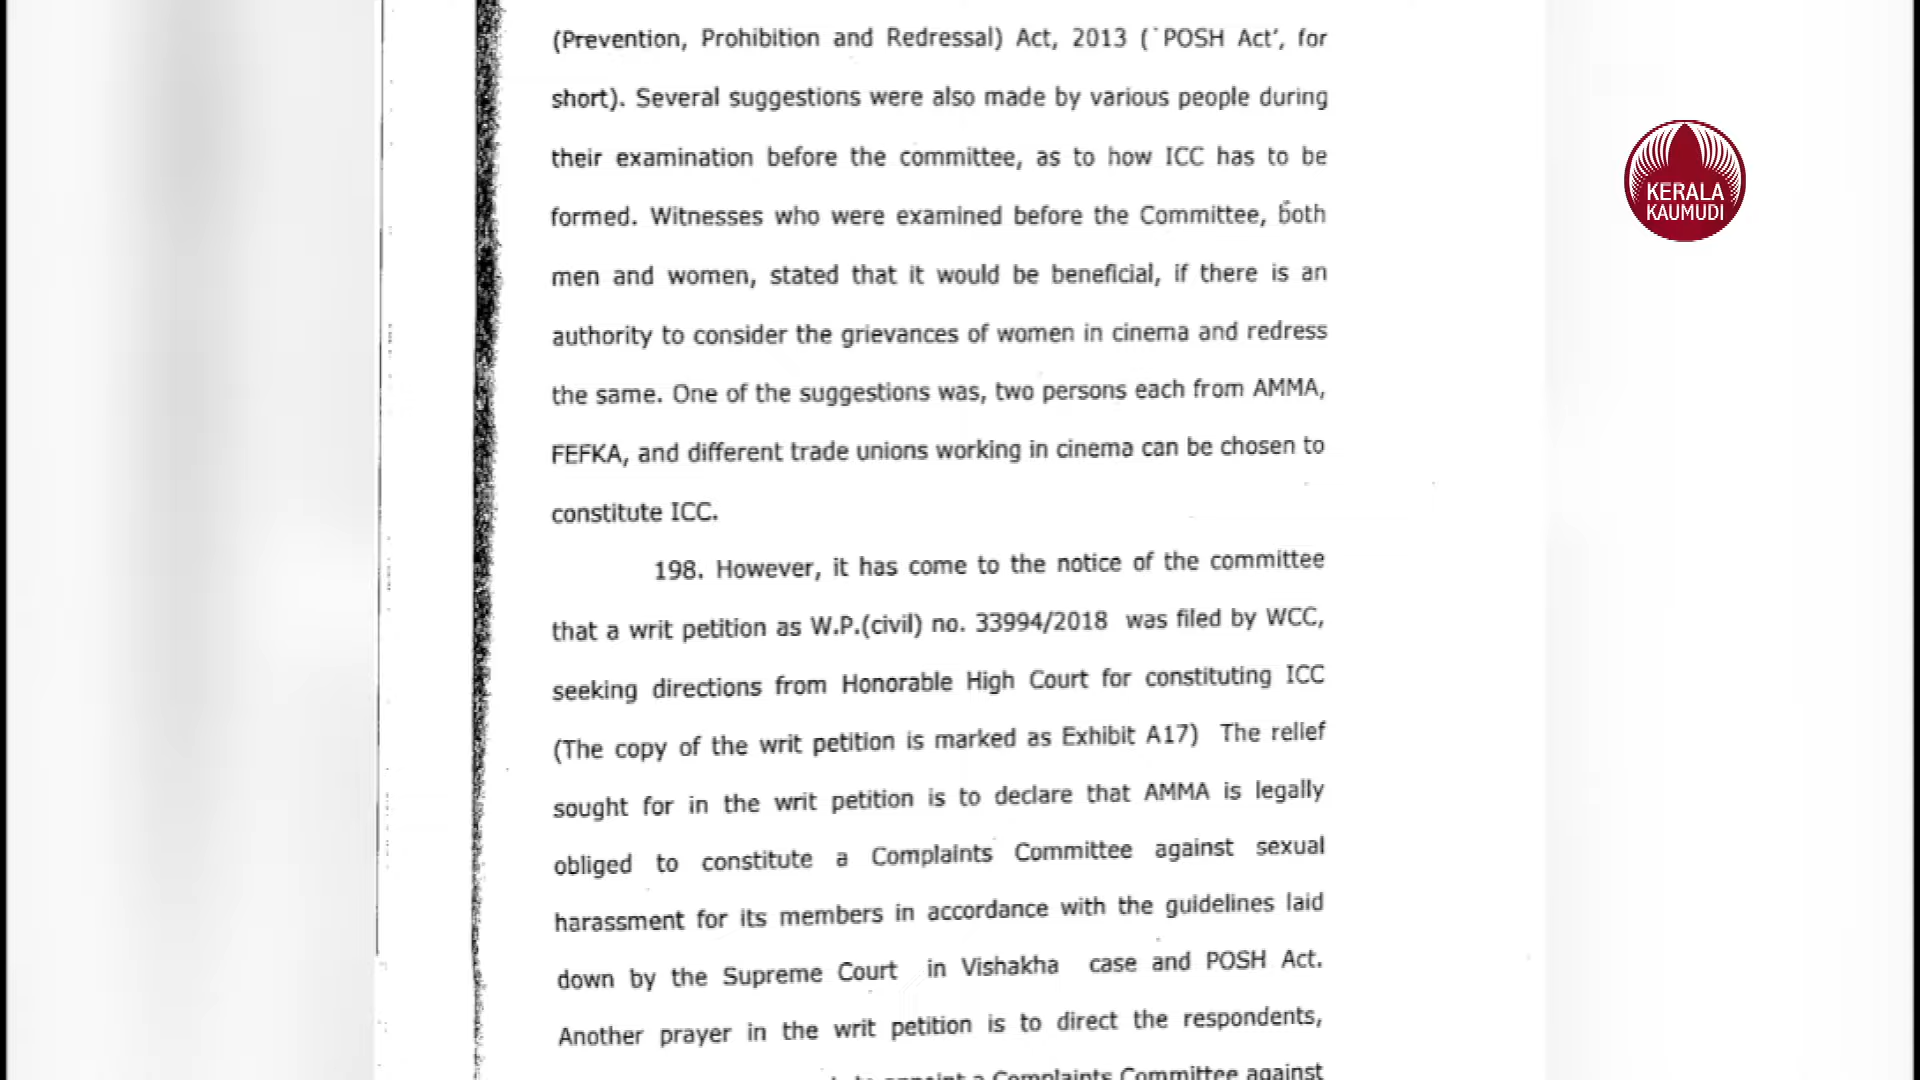 (Prevention, Prohibition and Redressal) Act, 2013 (`POSH Act', for
short). Several suggestions were also made by various people during
their examination before the committee, as to how ICC has to be
formed. Witnesses who were examined before the Committee, both
men and women, stated that it would be beneficial, if there is an
authority to consider the grievances of women in cinema and redress
the same. One of the suggestions was, two persons each from AMMA,
FEFKA, and different trade unions working in cinema can be chosen to
constitute ICC.
198. However, it has come to the notice of the committee
that a writ petition as W.P.(civil) no. 33994/2018 was filed by WCC,
seeking directions from Honorable High Court for constituting ICC
(The copy of the writ petition is marked as Exhibit A17) The relief
sought for in the writ petition is to declare that AMMA is legally
obliged to constitute a Complaints Committee against sexual
harassment for its members in accordance with the guidelines laid
down by the Supreme Court in Vishakha case and POSH Act.
Another prayer in the writ petition is to direct the respondents,
a Complaints Committee against
KERALA
KAUMUDI